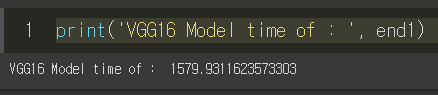 1 print('VGG16 Model time of : ', end1)
VGG16 Model time of :  1579.9311623573303